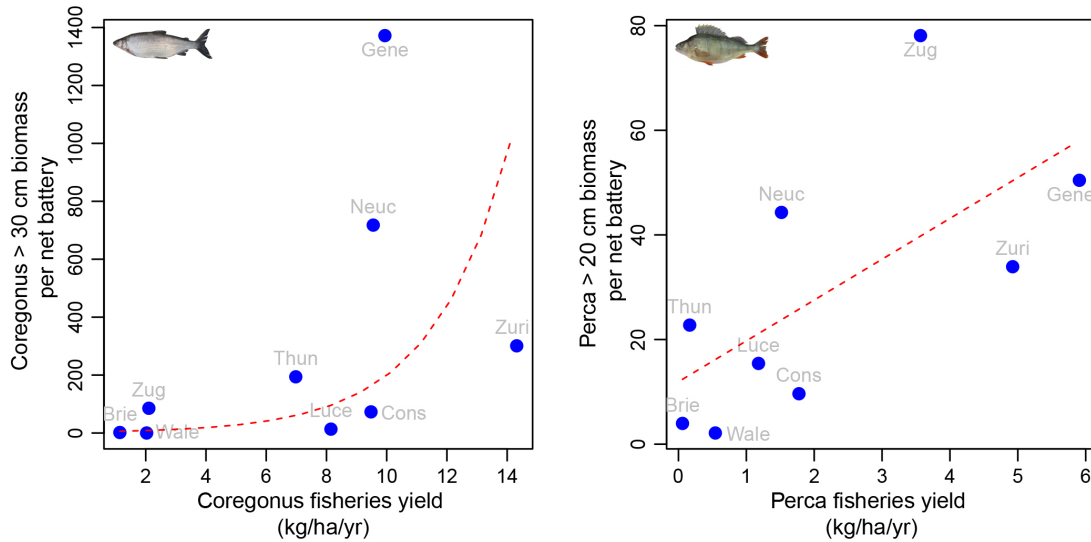 Coregonus > 30 cm biomass
per net battery
0
200
400
600
800
1000
1200
1400
Gene
Neuc
Zuri
Thun
Zug
Brie
Wale
Luce
Cons
2
4
6
8
10
12
14
Coregonus fisheries yield
(kg/ha/yr)
Perca > 20 cm biomass
per net battery
0
20
40
60
80
Zug
Neuc
Gene
Zuri
Thun
Luce
Cons
Brie
Wale
0
1
2
3
4
5
6
Perca fisheries yield
(kg/ha/yr)